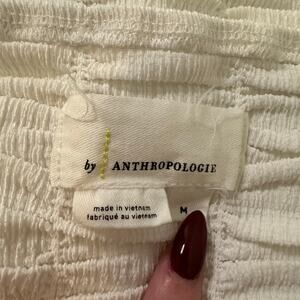 by ANTHROPOLOGIE
made in vietnam
fabriqué au vietnam
M